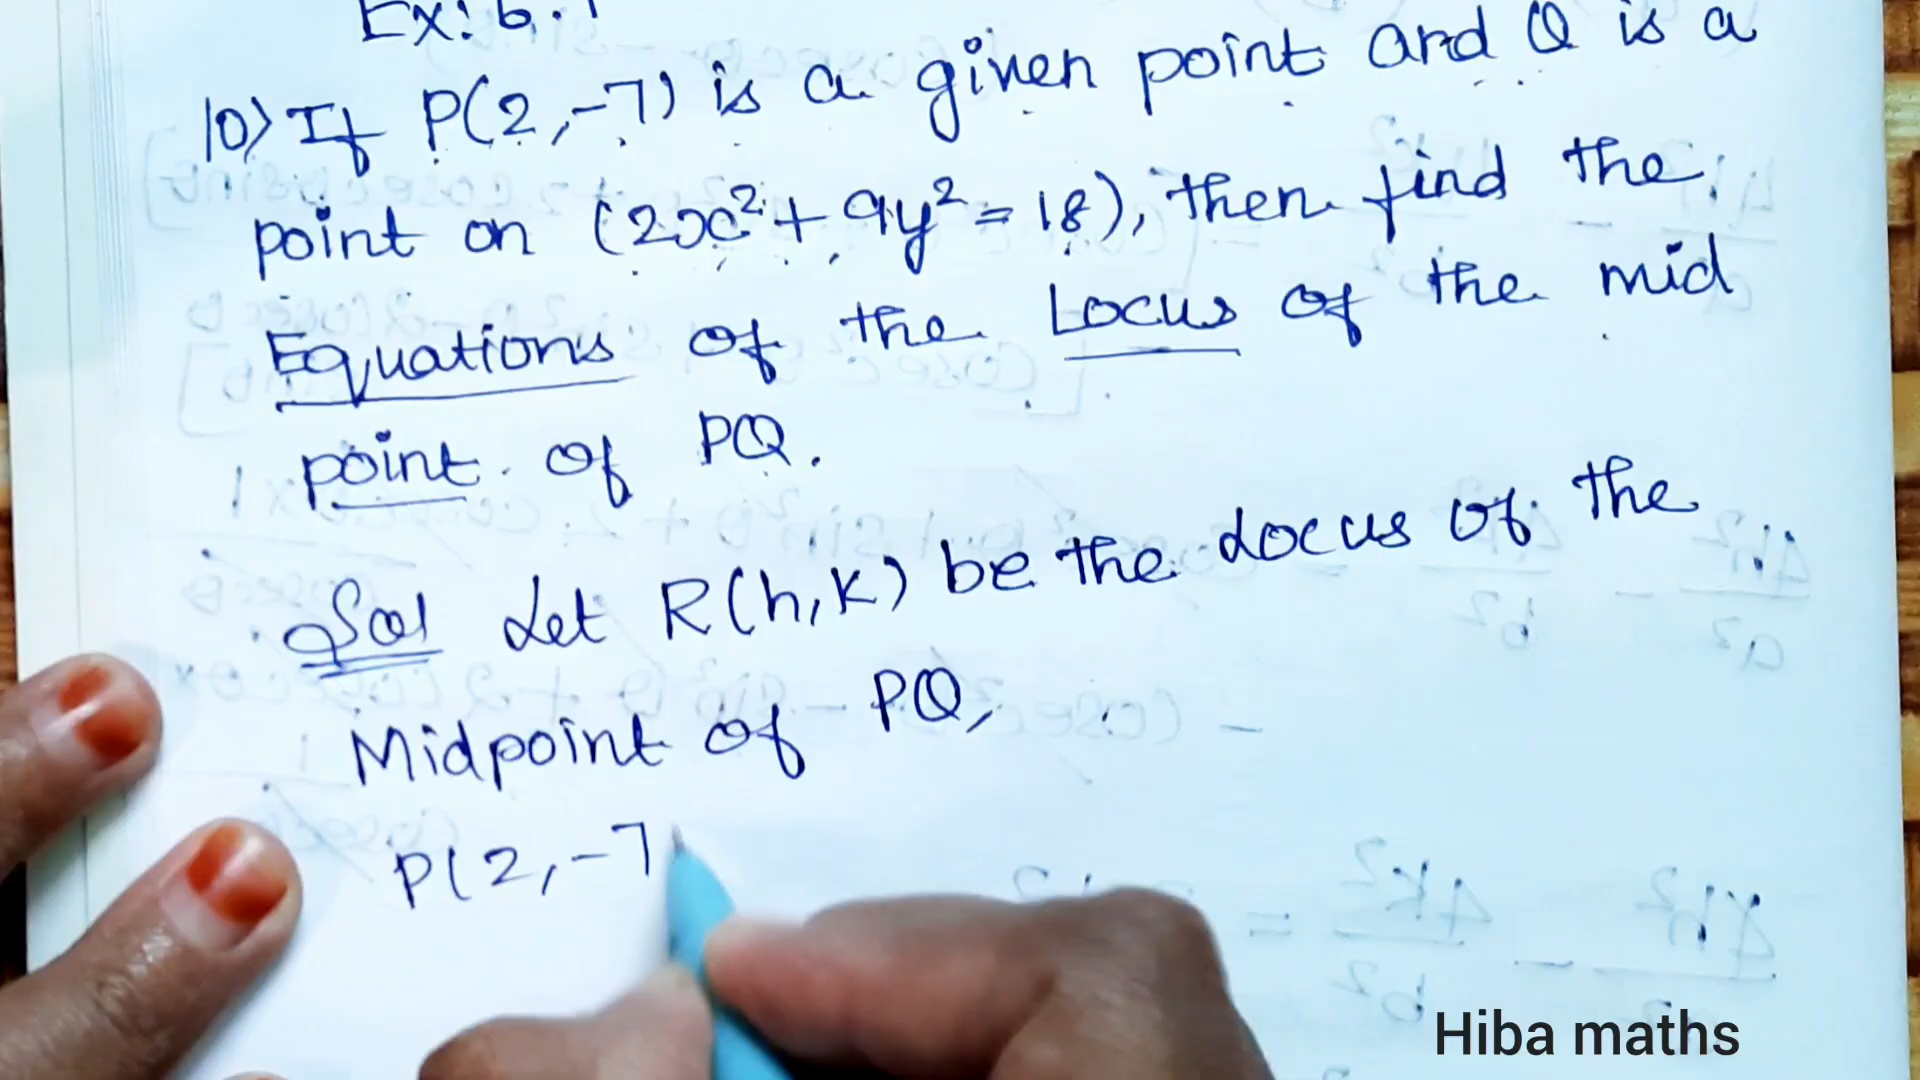 Ex: 6.1
10) If P(2,-7) is a given point and Q is a
point on (2x²+9y²=18), then find the
Equations of the Locus of the mid
point of PQ.
Sol Let R(h,k) be the Locus of the
Midpoint of PQ,
P(2,-7
Hiba maths